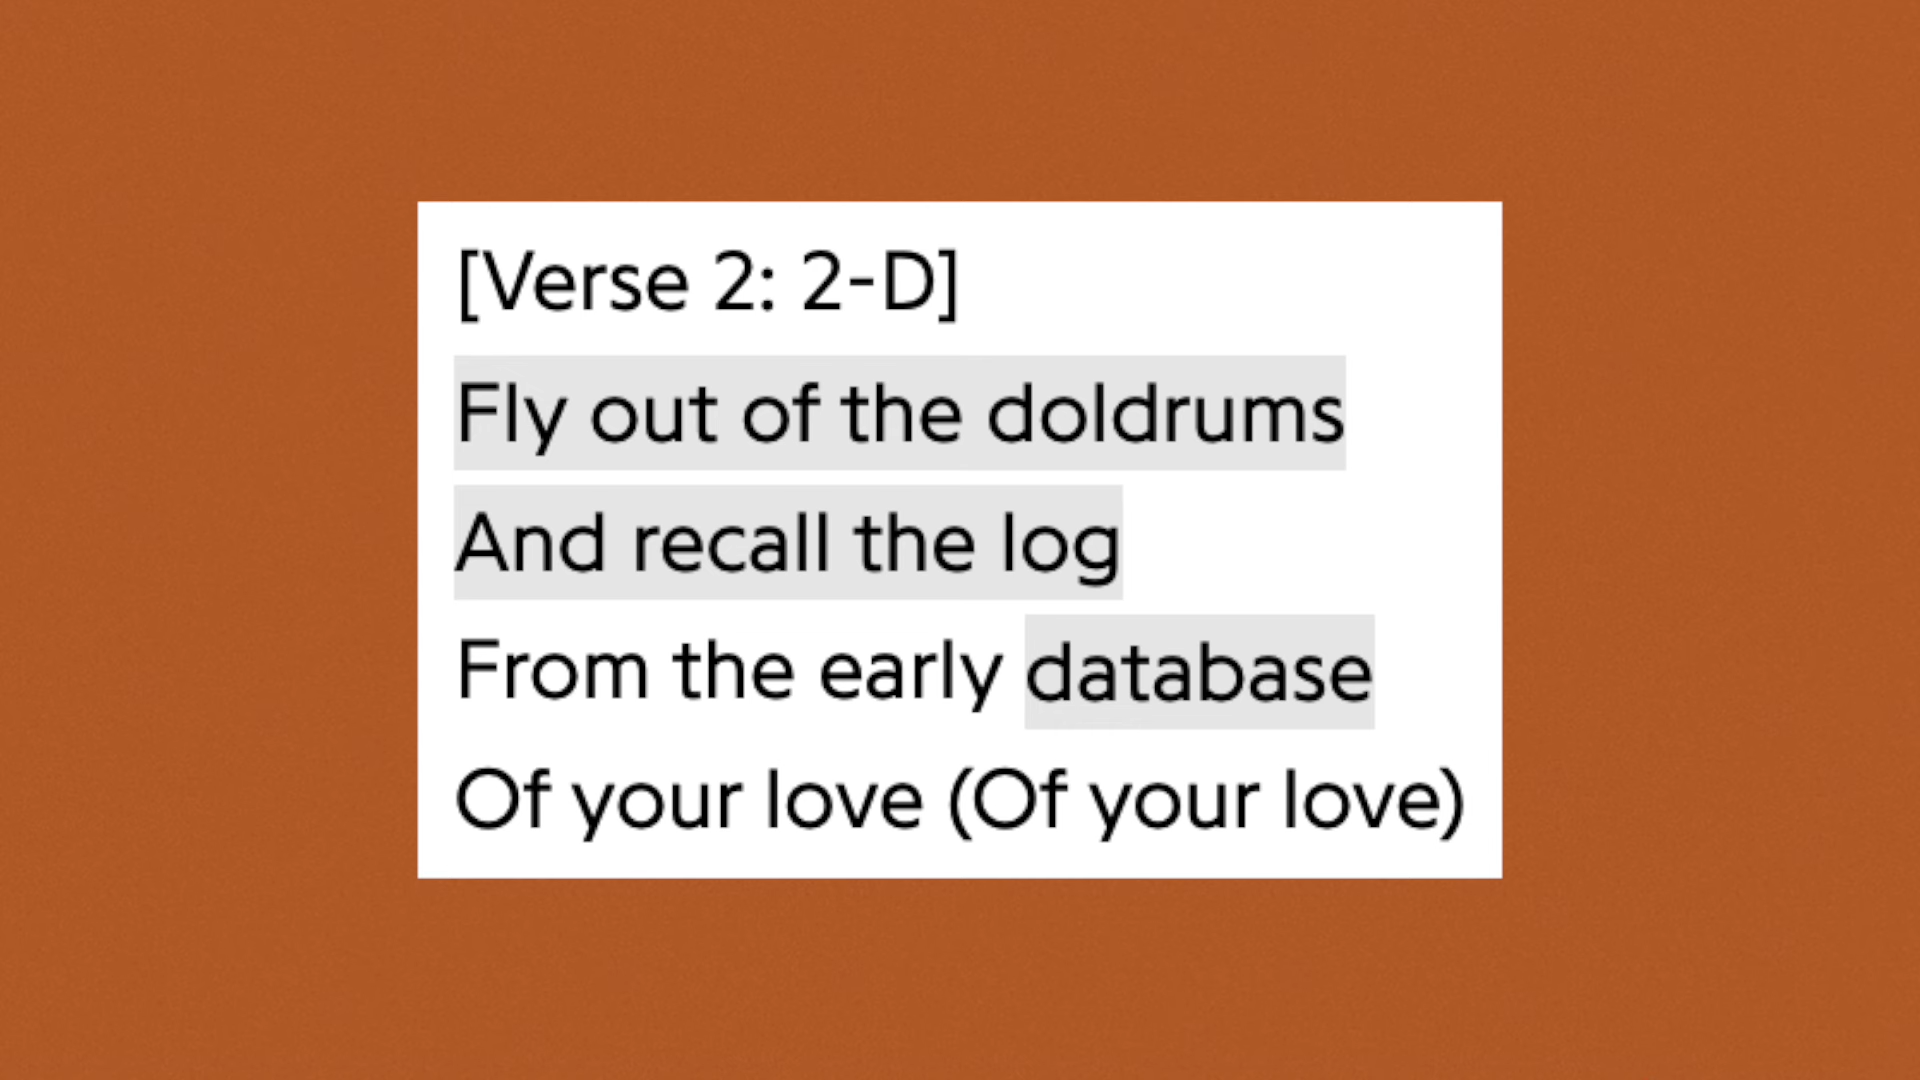 [Verse 2: 2-D]
Fly out of the doldrums
And recall the log
From the early database
Of your love (Of your love)